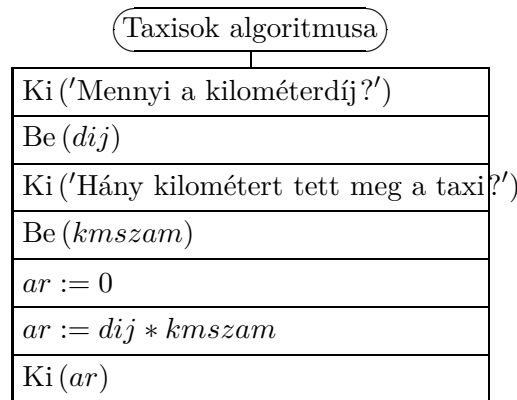 Taxisok algoritmusa
Ki ('Mennyi a kilométerdíj?')
Be (dij)
Ki ('Hány kilométert tett meg a taxi?')
Be (kmszam)
ar := 0
ar := dij ∗ kmszam
Ki (ar)